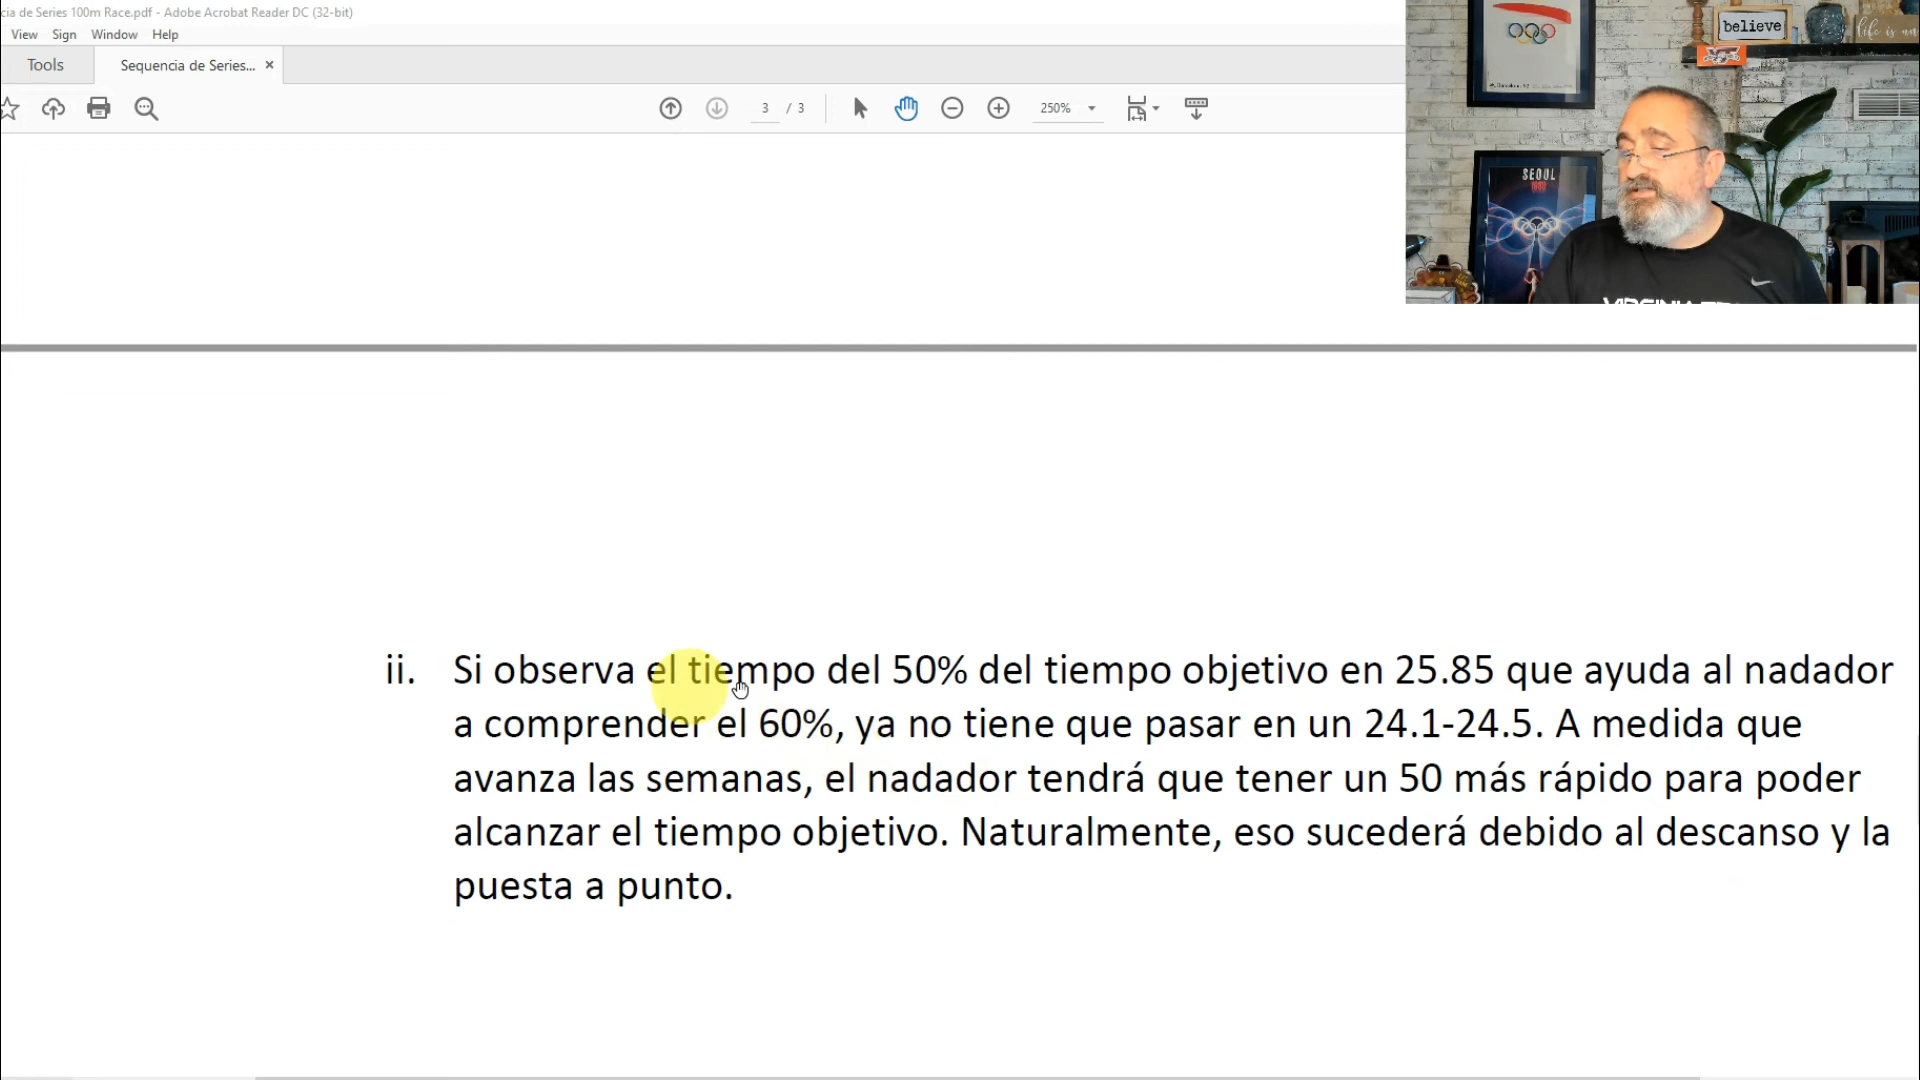 cia de Series 100m Race.pdf - Adobe Acrobat Reader DC (32-bit)
View Sign Window Help
Tools
Sequencia de Series... ×
3 / 3
250%
believe
life is
SEOUL
1988
ii. Si observa el tiempo del 50% del tiempo objetivo en 25.85 que ayuda al nadador
a comprender el 60%, ya no tiene que pasar en un 24.1-24.5. A medida que
avanza las semanas, el nadador tendrá que tener un 50 más rápido para poder
alcanzar el tiempo objetivo. Naturalmente, eso sucederá debido al descanso y la
puesta a punto.